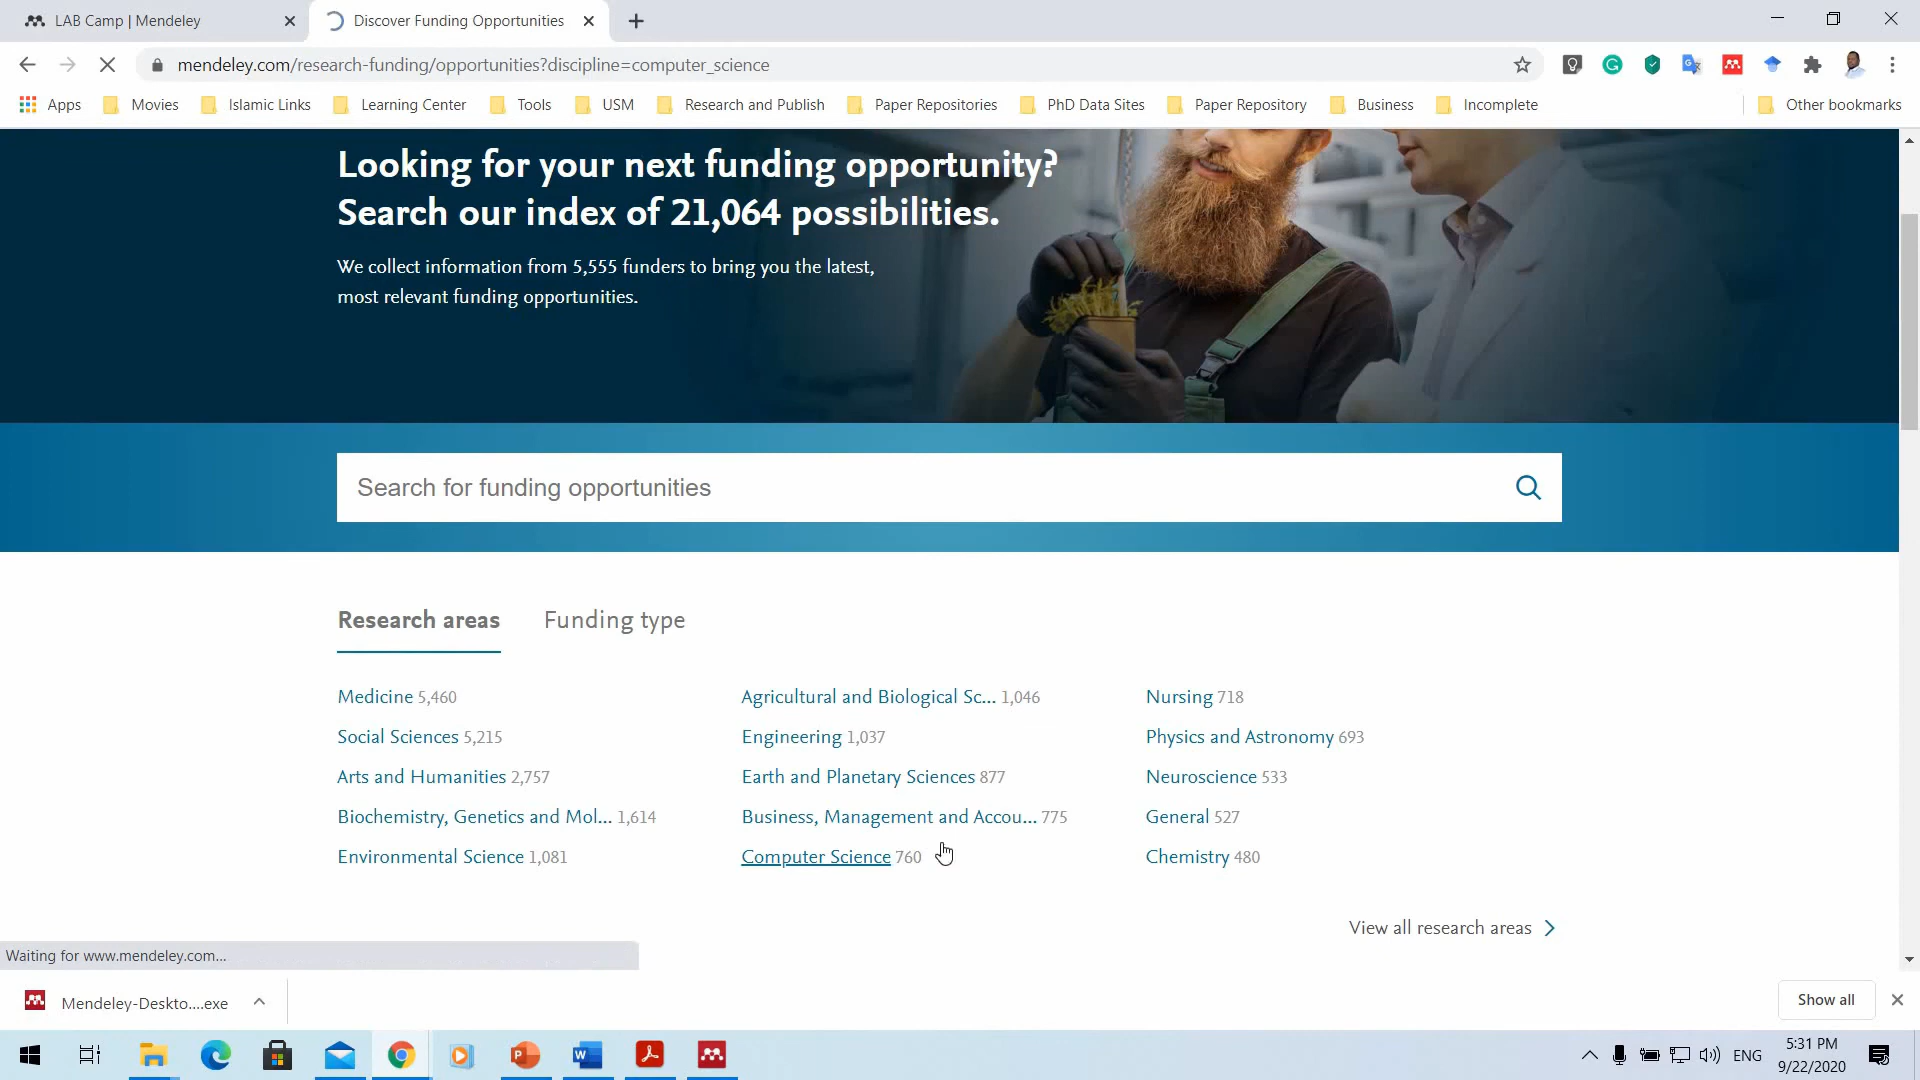 LAB Camp | Mendeley
Discover Funding Opportunities
mendeley.com/research-funding/opportunities?discipline=computer_science
Apps Movies Islamic Links Learning Center Tools USM Research and Publish Paper Repositories PhD Data Sites Paper Repository Business Incomplete Other bookmarks
Looking for your next funding opportunity?
Search our index of 21,064 possibilities.
We collect information from 5,555 funders to bring you the latest,
most relevant funding opportunities.
Search for funding opportunities
Research areas Funding type
Medicine 5,460 Agricultural and Biological Sc... 1,046 Nursing 718
Social Sciences 5,215 Engineering 1,037 Physics and Astronomy 693
Arts and Humanities 2,757 Earth and Planetary Sciences 877 Neuroscience 533
Biochemistry, Genetics and Mol... 1,614 Business, Management and Accou... 775 General 527
Environmental Science 1,081 Computer Science 760 Chemistry 480
View all research areas
Waiting for www.mendeley.com...
Mendeley-Deskto....exe Show all
ENG
5:31 PM
9/22/2020